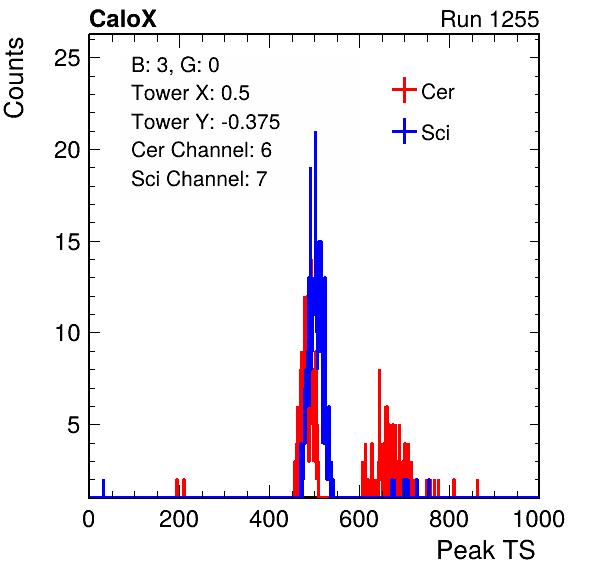 CaloX Run 1255
Counts
25
20
15
10
5
B: 3, G: 0
Tower X: 0.5
Tower Y: -0.375
Cer Channel: 6
Sci Channel: 7
Cer
Sci
0 200 400 600 800 1000
Peak TS